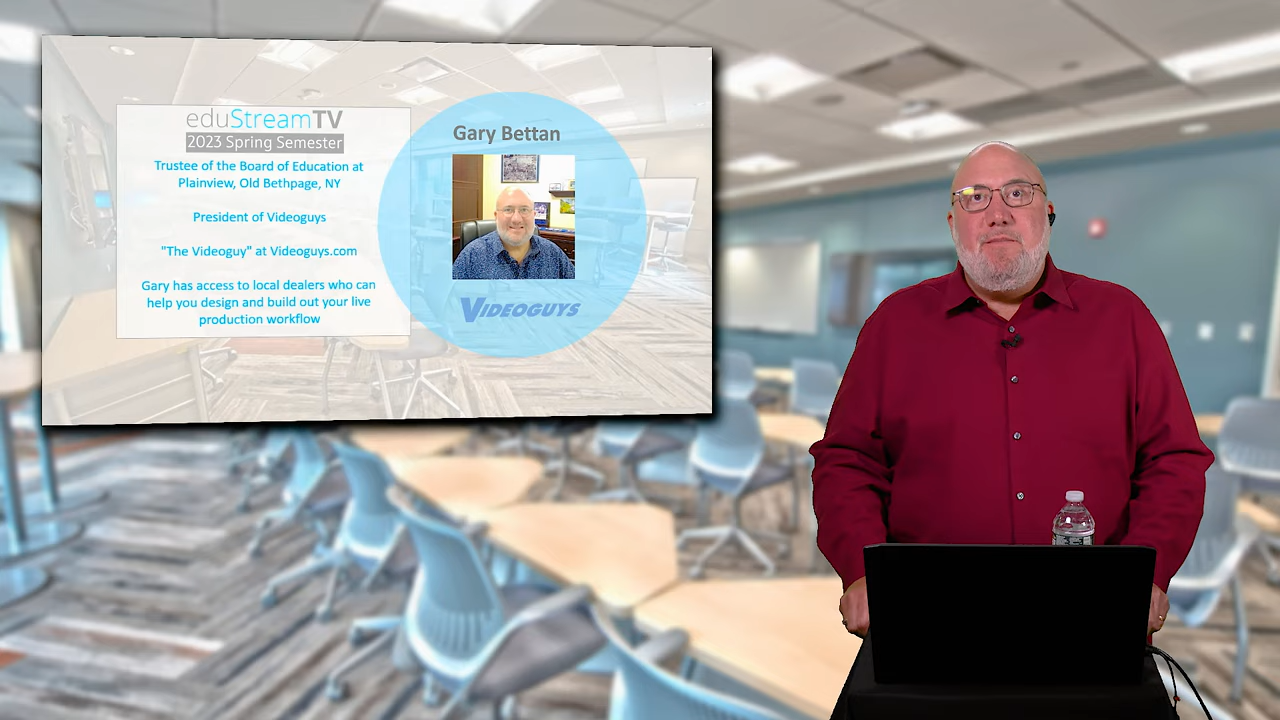 eduStreamTV
2023 Spring Semester
Trustee of the Board of Education at
Plainview, Old Bethpage, NY
President of Videoguys
"The Videoguy" at Videoguys.com
Gary has access to local dealers who can
help you design and build out your live
production workflow
Gary Bettan
VIDEOGUYS